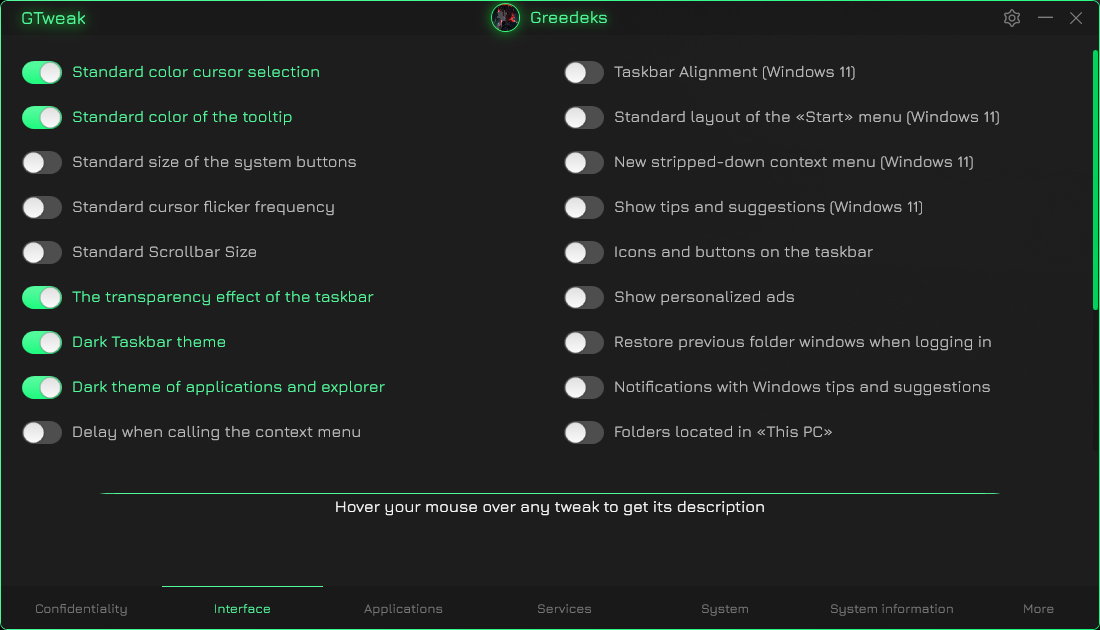 GTweak
Greedeks
Standard color cursor selection
Standard color of the tooltip
Standard size of the system buttons
Standard cursor flicker frequency
Standard Scrollbar Size
The transparency effect of the taskbar
Dark Taskbar theme
Dark theme of applications and explorer
Delay when calling the context menu
Taskbar Alignment (Windows 11)
Standard layout of the «Start» menu (Windows 11)
New stripped-down context menu (Windows 11)
Show tips and suggestions (Windows 11)
Icons and buttons on the taskbar
Show personalized ads
Restore previous folder windows when logging in
Notifications with Windows tips and suggestions
Folders located in «This PC»
Hover your mouse over any tweak to get its description
Confidentiality
Interface
Applications
Services
System
System information
More